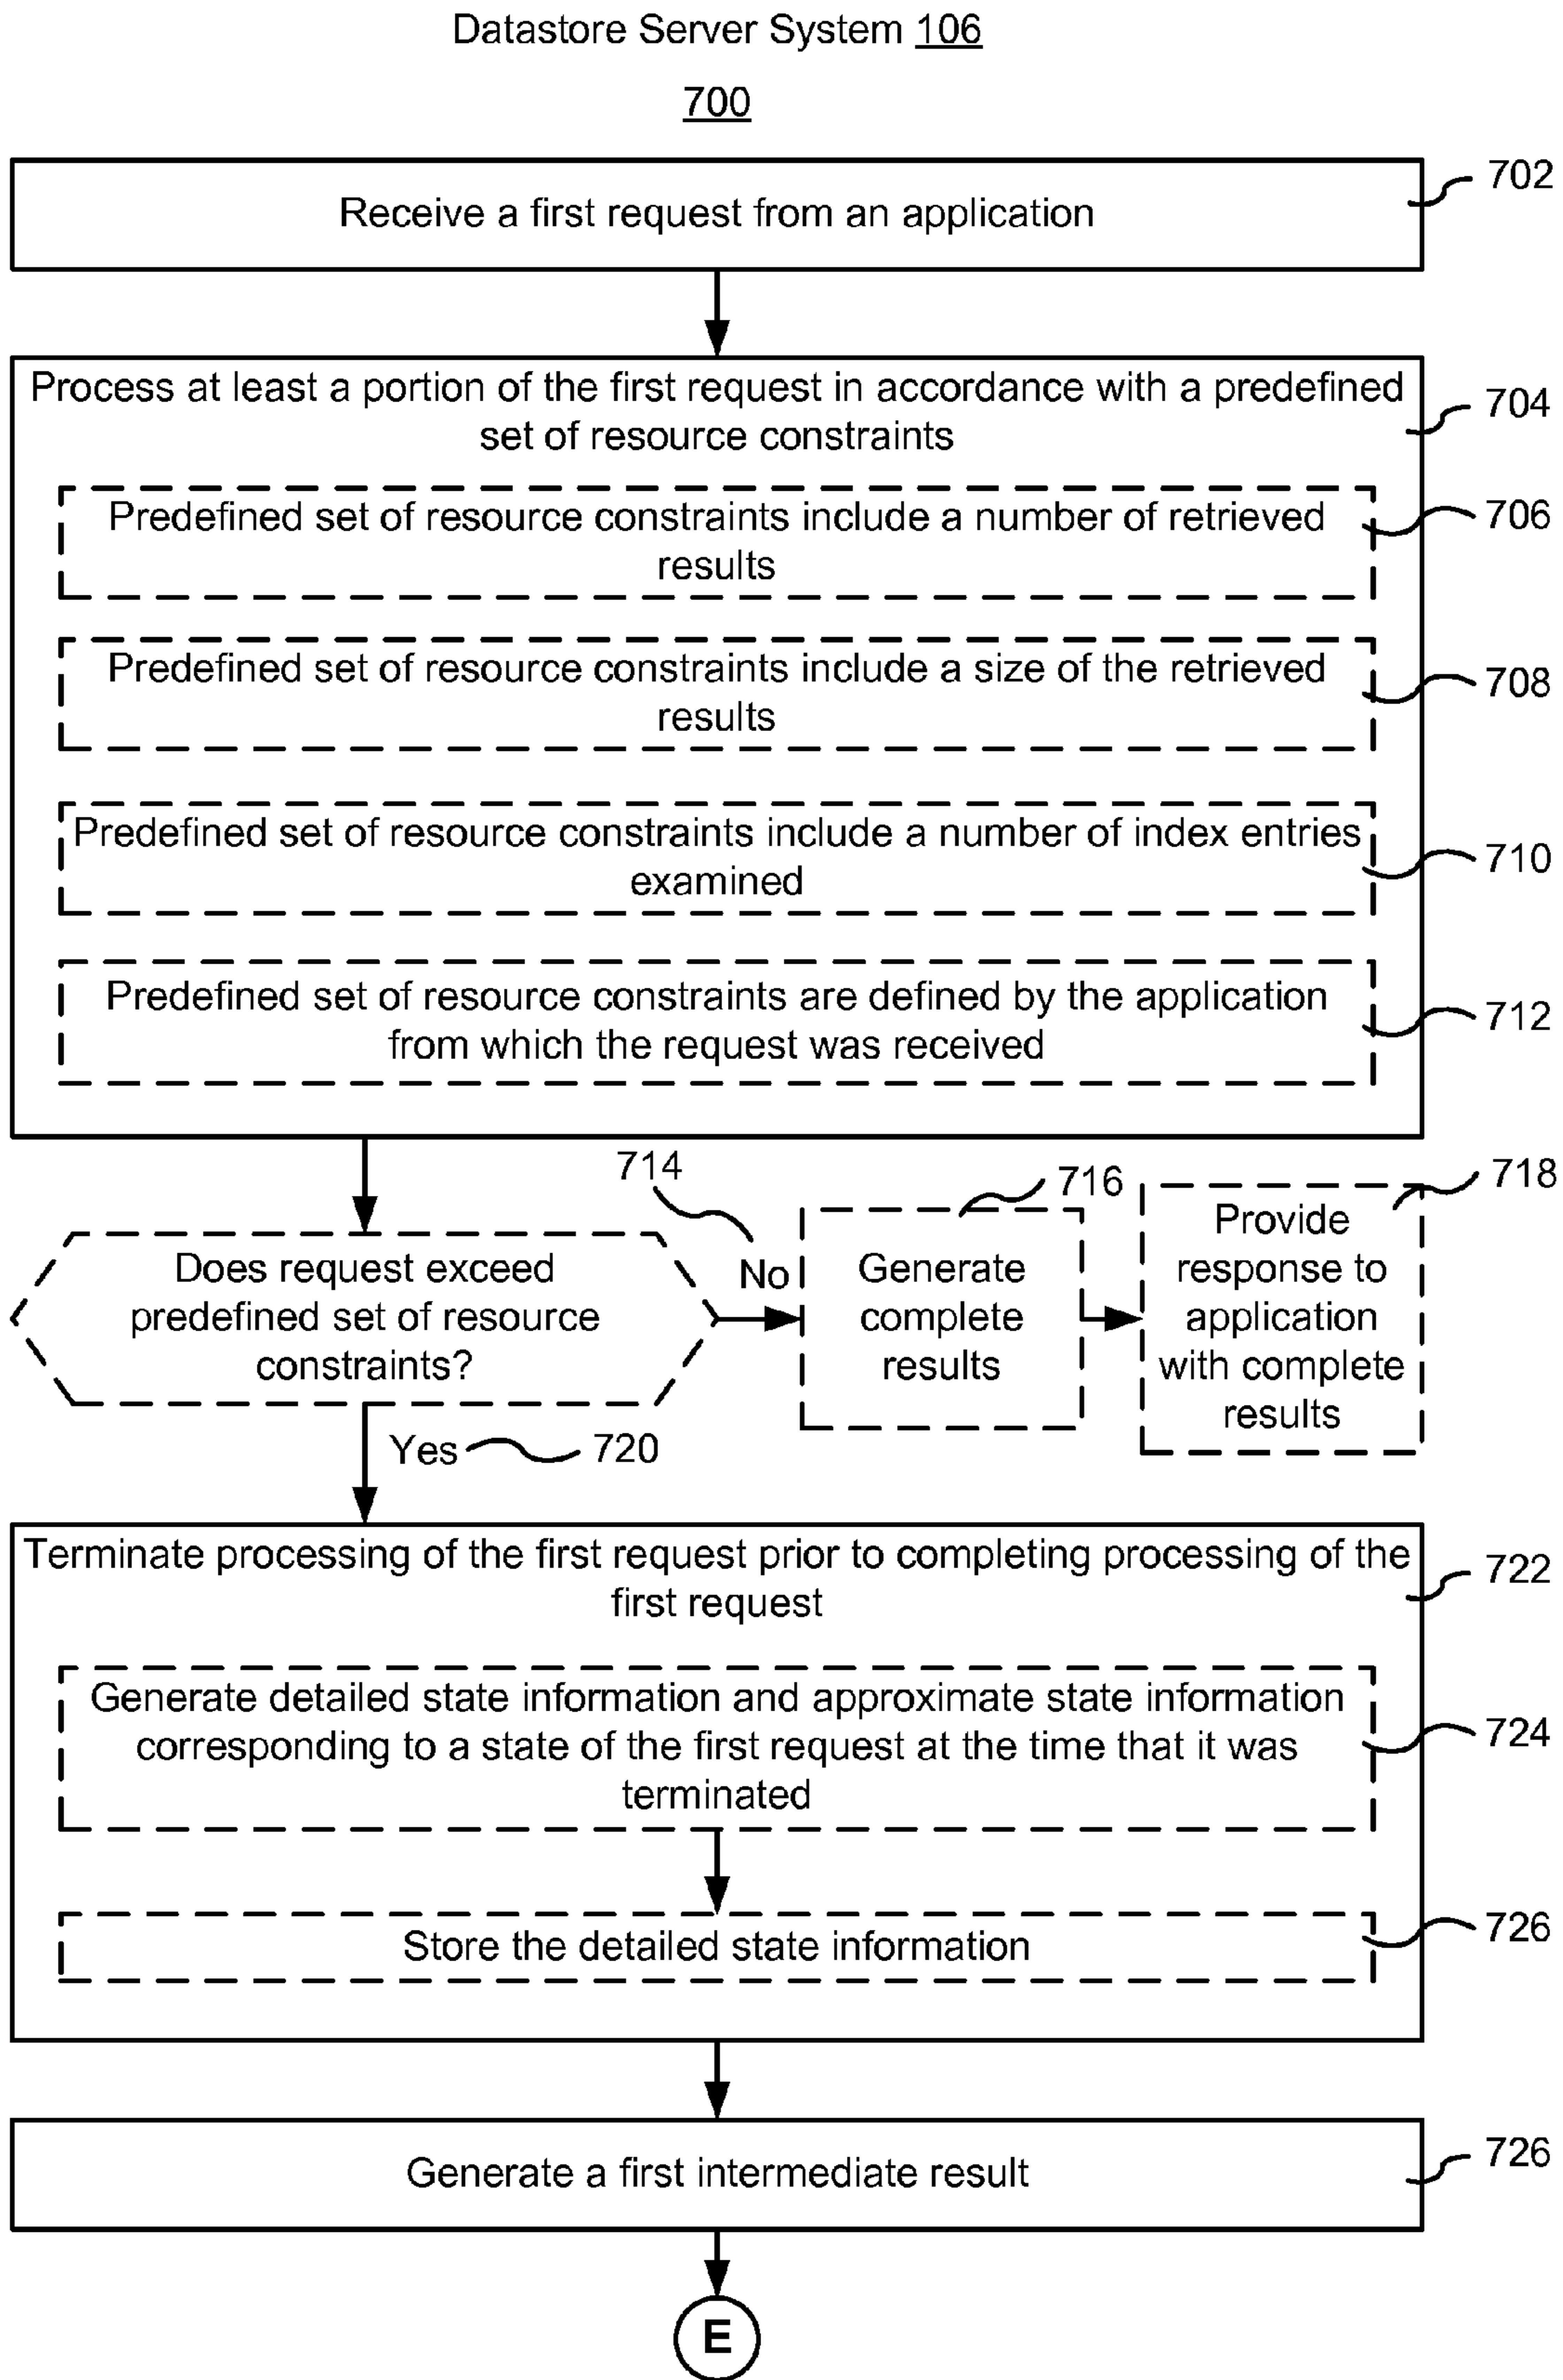 Datastore Server System 106
700
702
Receive a first request from an application
Process at least a portion of the first request in accordance with a predefined
set of resource constraints
704
Predefined set of resource constraints include a number of retrieved
results
706
Predefined set of resource constraints include a size of the retrieved
results
708
Predefined set of resource constraints include a number of index entries
examined
710
Predefined set of resource constraints are defined by the application
from which the request was received
712
Does request exceed
predefined set of resource
constraints?
714
No
716
Generate
complete
results
718
Provide
response to
application
with complete
results
Yes
720
Terminate processing of the first request prior to completing processing of the
first request
722
Generate detailed state information and approximate state information
corresponding to a state of the first request at the time that it was
terminated
724
Store the detailed state information
726
Generate a first intermediate result
726
E